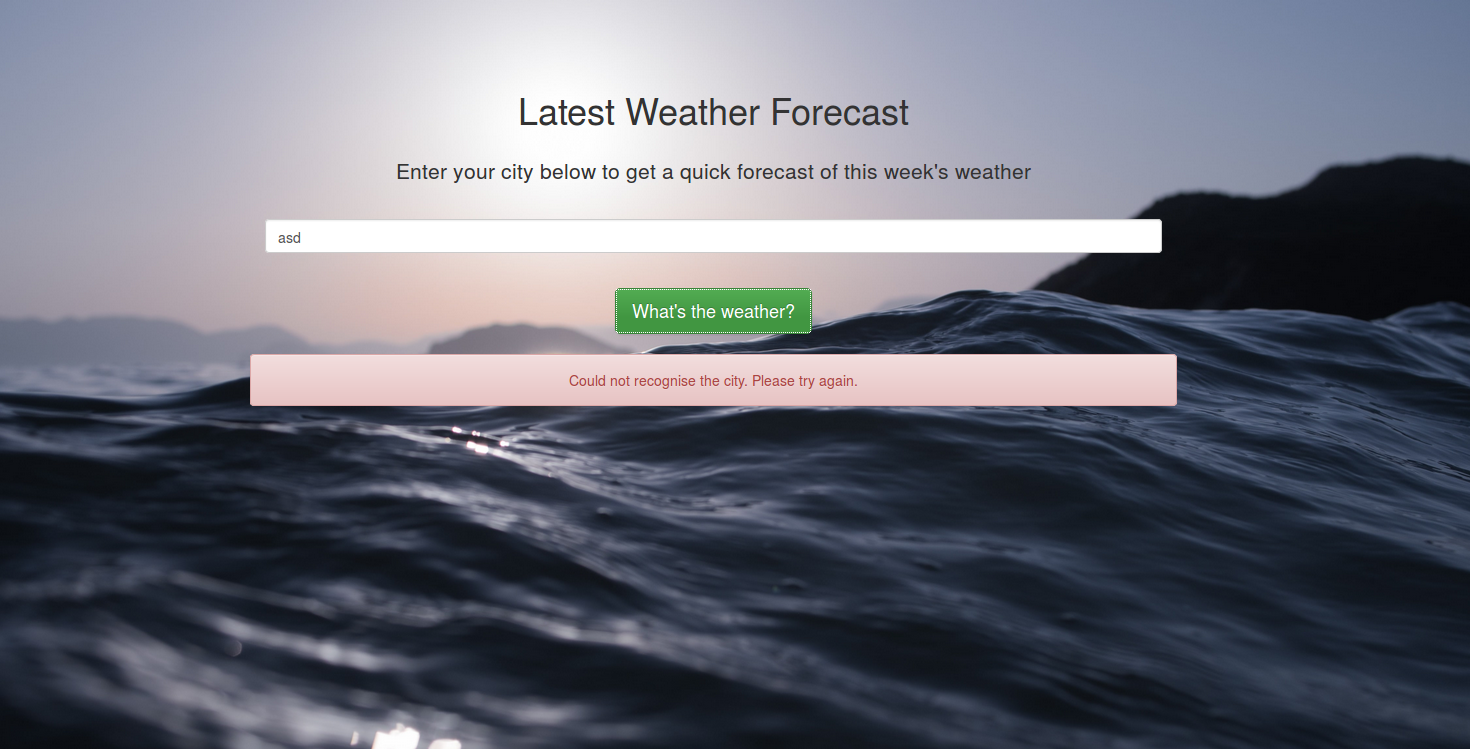 Latest Weather Forecast
Enter your city below to get a quick forecast of this week's weather
asd
What's the weather?
Could not recognise the city. Please try again.